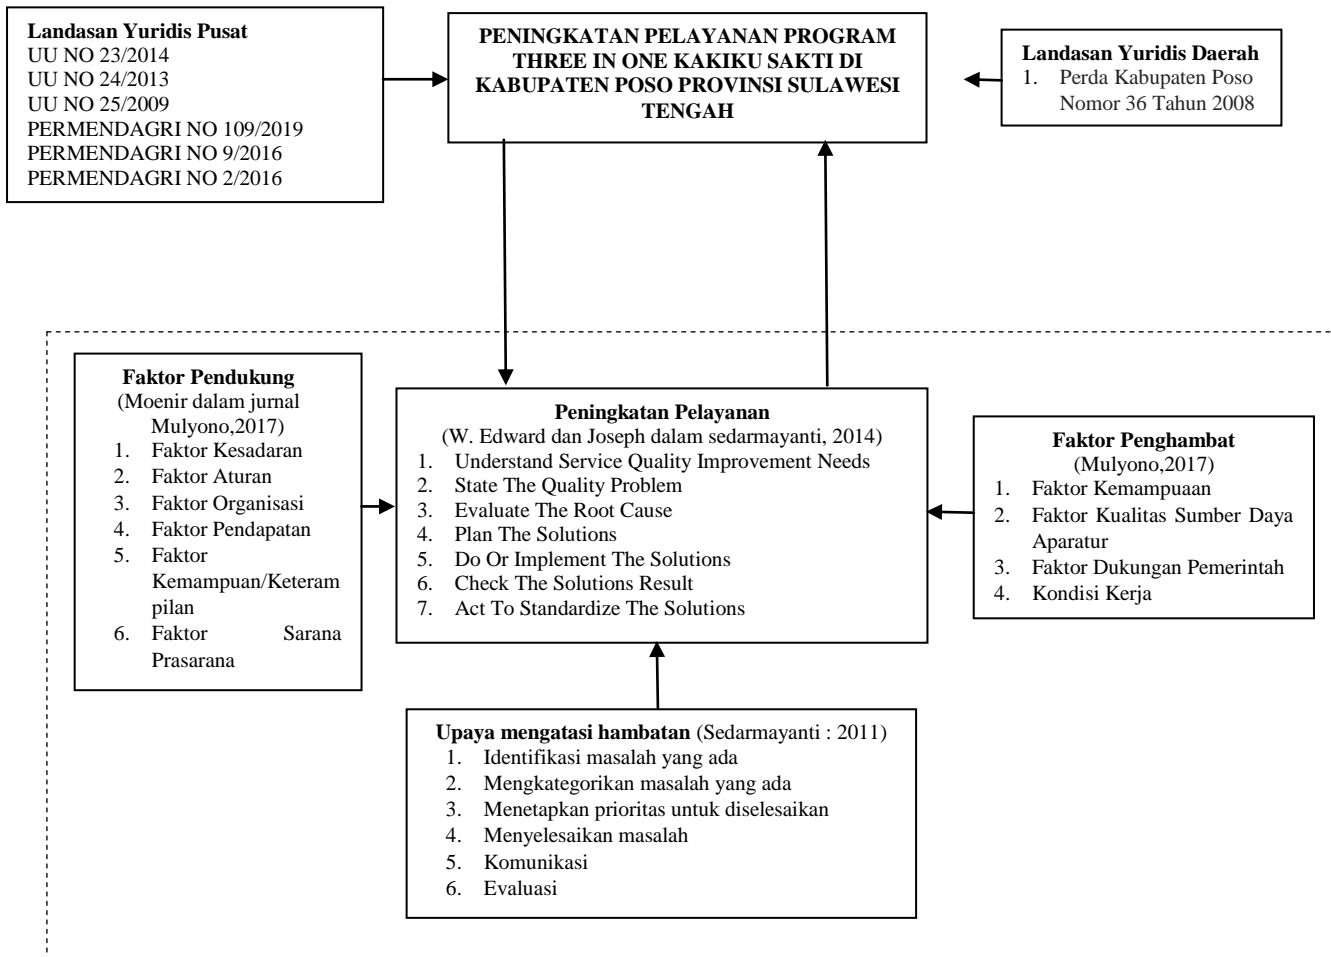 Landasan Yuridis Pusat
UU NO 23/2014
UU NO 24/2013
UU NO 25/2009
PERMENDAGRI NO 109/2019
PERMENDAGRI NO 9/2016
PERMENDAGRI NO 2/2016
PENINGKATAN PELAYANAN PROGRAM
THREE IN ONE KAKIKU SAKTI DI
KABUPATEN POSO PROVINSI SULAWESI
TENGAH
Landasan Yuridis Daerah
1. Perda Kabupaten Poso
Nomor 36 Tahun 2008
Faktor Pendukung
(Moenir dalam jurnal
Mulyono,2017)
1. Faktor Kesadaran
2. Faktor Aturan
3. Faktor Organisasi
4. Faktor Pendapatan
5. Faktor
Kemampuan/Keteram
pilan
6. Faktor Sarana
Prasarana
Peningkatan Pelayanan
(W. Edward dan Joseph dalam sedarmayanti, 2014)
1. Understand Service Quality Improvement Needs
2. State The Quality Problem
3. Evaluate The Root Cause
4. Plan The Solutions
5. Do Or Implement The Solutions
6. Check The Solutions Result
7. Act To Standardize The Solutions
Faktor Penghambat
(Mulyono,2017)
1. Faktor Kemampuaan
2. Faktor Kualitas Sumber Daya
Aparatur
3. Faktor Dukungan Pemerintah
4. Kondisi Kerja
Upaya mengatasi hambatan (Sedarmayanti : 2011)
1. Identifikasi masalah yang ada
2. Mengkategorikan masalah yang ada
3. Menetapkan prioritas untuk diselesaikan
4. Menyelesaikan masalah
5. Komunikasi
6. Evaluasi